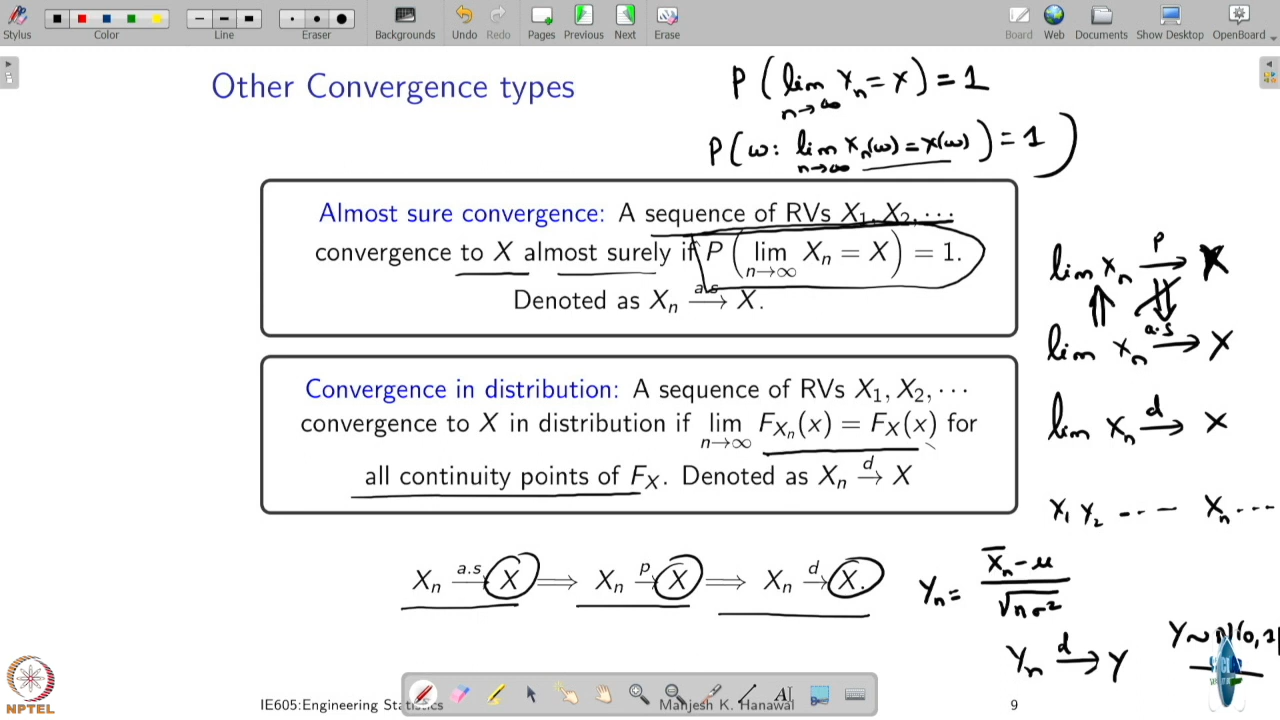 Stylus Color Line Eraser Backgrounds Undo Redo Pages Previous Next Erase Board Web Documents Show Desktop OpenBoard
Other Convergence types
P ( lim n→∞ Xn = X ) = 1
P ( ω: lim n→∞ Xn(ω) = X(ω) ) = 1 )
Almost sure convergence: A sequence of RVs X₁, X₂, ⋯
convergence to X almost surely if P ( lim n→∞ Xn = X ) = 1.
Denoted as Xn a.s→ X.
lim Xn p→ X
lim Xn a.s→ X
Convergence in distribution: A sequence of RVs X₁, X₂, ⋯
convergence to X in distribution if lim n→∞ F_Xn(x) = F_X(x) for
all continuity points of F_X. Denoted as Xn d→ X
lim Xn d→ X
X₁ X₂ ---- Xn ...
Xn a.s→ X ⟹ Xn p→ X ⟹ Xn d→ X.
Yn = X̄n - μ / √nσ²
Yn d→ Y
NPTEL
IE605:Engineering Statistics Manjesh K. Hanawal 9